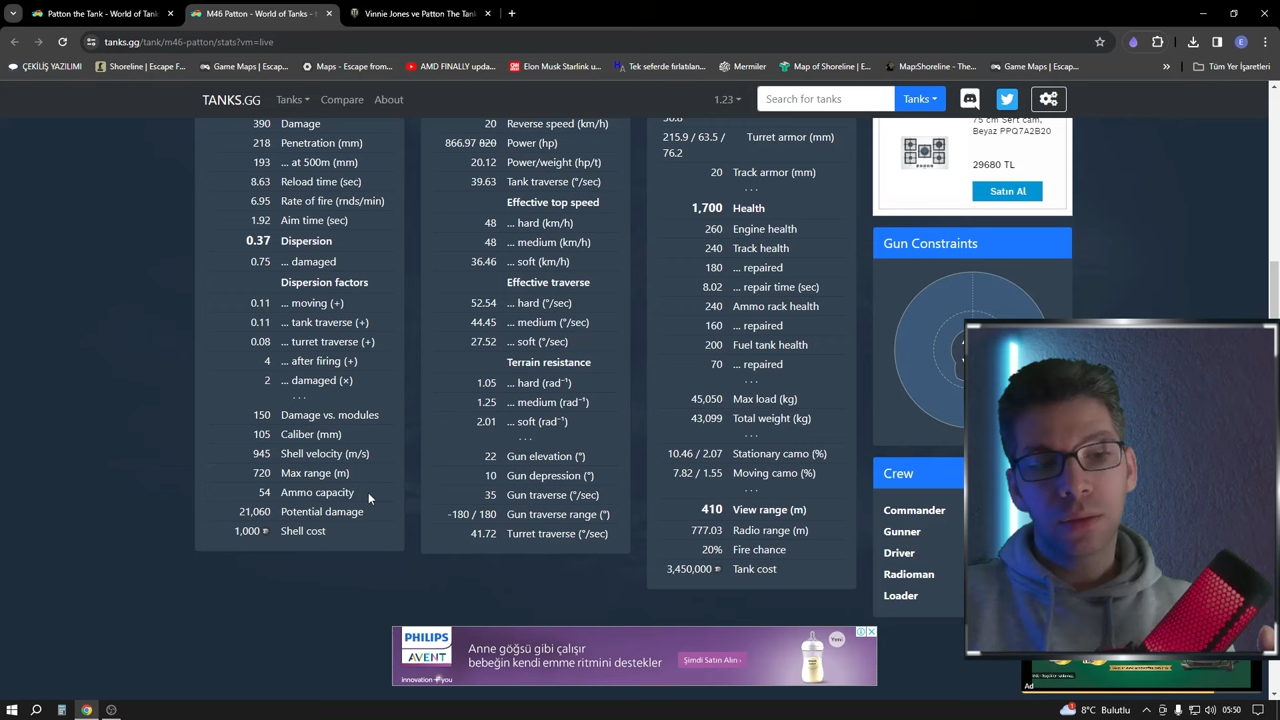 Patton the Tank - World of Tanks
M46 Patton - World of Tanks - 
Vinnie Jones ve Patton The Tank
tanks.gg/tank/m46-patton/stats?vm=live
ÇEKİLİŞ YAZILIMI
Shoreline | Escape F...
Game Maps | Escap...
Maps - Escape from...
AMD FINALLY upda...
Elon Musk Starlink u...
Tek seferde fırlatılan...
Mermiler
Map of Shoreline | E...
Map:Shoreline - The...
Game Maps | Escap...
»
Tüm Yer İşaretleri
TANKS.GG
Tanks
Compare
About
1.23
Search for tanks
Tanks
390 Damage
218 Penetration (mm)
193 ... at 500m (mm)
8.63 Reload time (sec)
6.95 Rate of fire (rounds/min)
1.92 Aim time (sec)
0.37 Dispersion
0.75 ... damaged
Dispersion factors
0.11 ... moving (+)
0.11 ... tank traverse (+)
0.08 ... turret traverse (+)
4 ... after firing (+)
2 ... damaged (×)
...
150 Damage vs. modules
105 Caliber (mm)
945 Shell velocity (m/s)
720 Max range (m)
54 Ammo capacity
21,060 Potential damage
1,000 Shell cost
20 Reverse speed (km/h)
866.97 820 Power (hp)
20.12 Power/weight (hp/t)
39.63 Tank traverse (°/sec)
Effective top speed
48 ... hard (km/h)
48 ... medium (km/h)
36.46 ... soft (km/h)
Effective traverse
52.54 ... hard (°/sec)
44.45 ... medium (°/sec)
27.52 ... soft (°/sec)
Terrain resistance
1.05 ... hard (rad⁻¹)
1.25 ... medium (rad⁻¹)
2.01 ... soft (rad⁻¹)
...
22 Gun elevation (°)
10 Gun depression (°)
35 Gun traverse (°/sec)
-180 / 180 Gun traverse range (°)
41.72 Turret traverse (°/sec)
215.9 / 63.5 / Turret armor (mm)
76.2
20 Track armor (mm)
...
1,700 Health
260 Engine health
240 Track health
180 ... repaired
8.02 ... repair time (sec)
240 Ammo rack health
160 ... repaired
200 Fuel tank health
70 ... repaired
...
45,050 Max load (kg)
43,099 Total weight (kg)
...
10.46 / 2.07 Stationary camo (%)
7.82 / 1.55 Moving camo (%)
...
410 View range (m)
777.03 Radio range (m)
20% Fire chance
3,450,000 Tank cost
75 cm Sert cam,
Beyaz PPQ7A2B20
29680 TL
Satın Al
Gun Constraints
Crew
Commander
Gunner
Driver
Radioman
Loader
PHILIPS
AVENT
innovation you
Anne göğsü gibi çalışır
bebeğin kendi emme ritmini destekler
Şimdi Satın Alın ›
Yeni
Ad
8°C Bulutlu
05:50